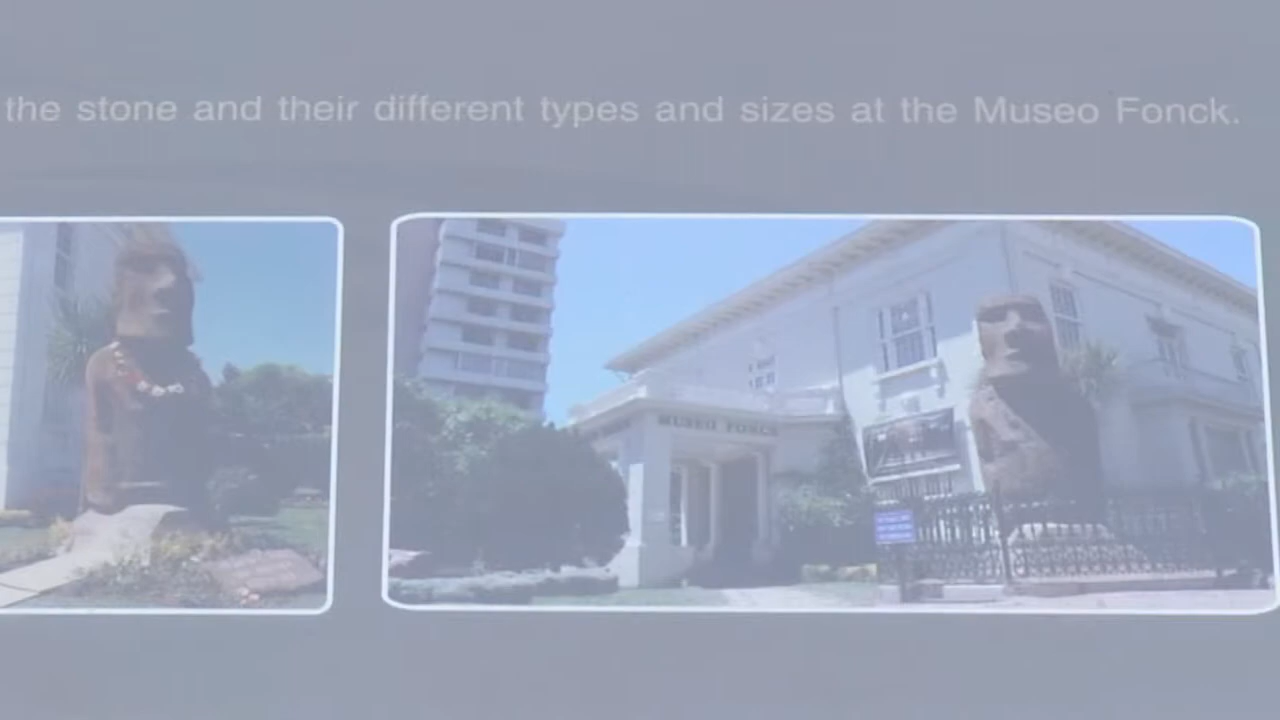 the stone and their different types and sizes at the Museo Fonck.
MUSEO FONCK